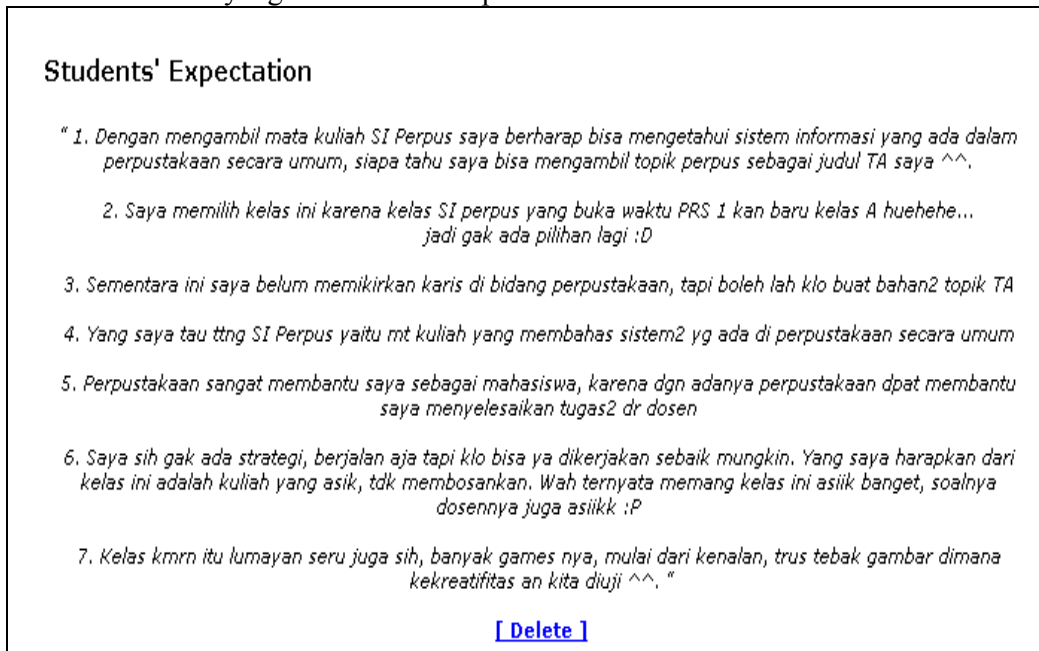 Students' Expectation
" 1. Dengan mengambil mata kuliah SI Perpus saya berharap bisa mengetahui sistem informasi yang ada dalam
perpustakaan secara umum, siapa tahu saya bisa mengambil topik perpus sebagai judul TA saya ^^.
2. Saya memilih kelas ini karena kelas SI perpus yang buka waktu PRS 1 kan baru kelas A huehehe...
jadi gak ada pilihan lagi :D
3. Sementara ini saya belum memikirkan karis di bidang perpustakaan, tapi boleh lah klo buat bahan2 topik TA
4. Yang saya tau ttng SI Perpus yaitu mt kuliah yang membahas sistem2 yg ada di perpustakaan secara umum
5. Perpustakaan sangat membantu saya sebagai mahasiswa, karena dgn adanya perpustakaan dpat membantu
saya menyelesaikan tugas2 dr dosen
6. Saya sih gak ada strategi, berjalan aja tapi klo bisa ya dikerjakan sebaik mungkin. Yang saya harapkan dari
kelas ini adalah kuliah yang asik, tdk membosankan. Wah ternyata memang kelas ini asiik banget, soalnya
dosennya juga asiikk :P
7. Kelas kmrn itu lumayan seru juga sih, banyak games nya, mulai dari kenalan, trus tebak gambar dimana
kekreatifitas an kita diuji ^^. "
[ Delete ]